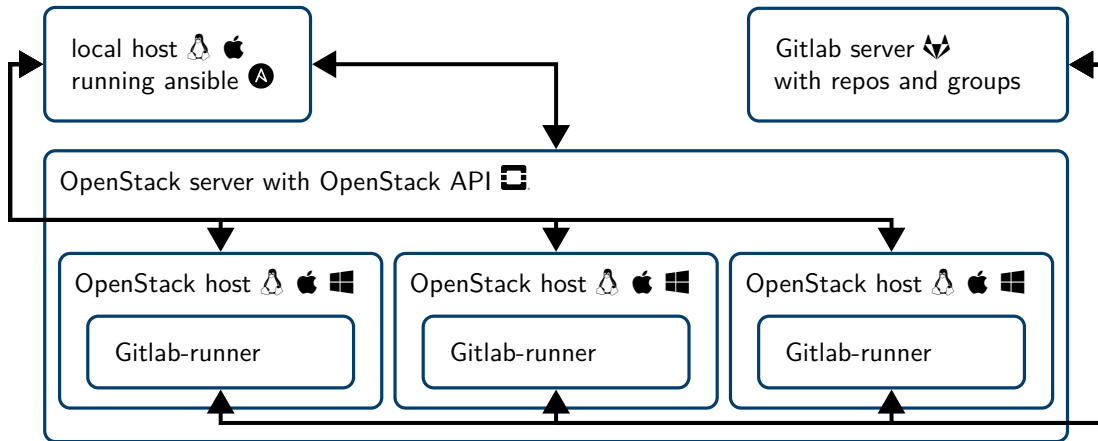 local host
running ansible
Gitlab server
with repos and groups
OpenStack server with OpenStack API
OpenStack host
Gitlab-runner
OpenStack host
Gitlab-runner
OpenStack host
Gitlab-runner